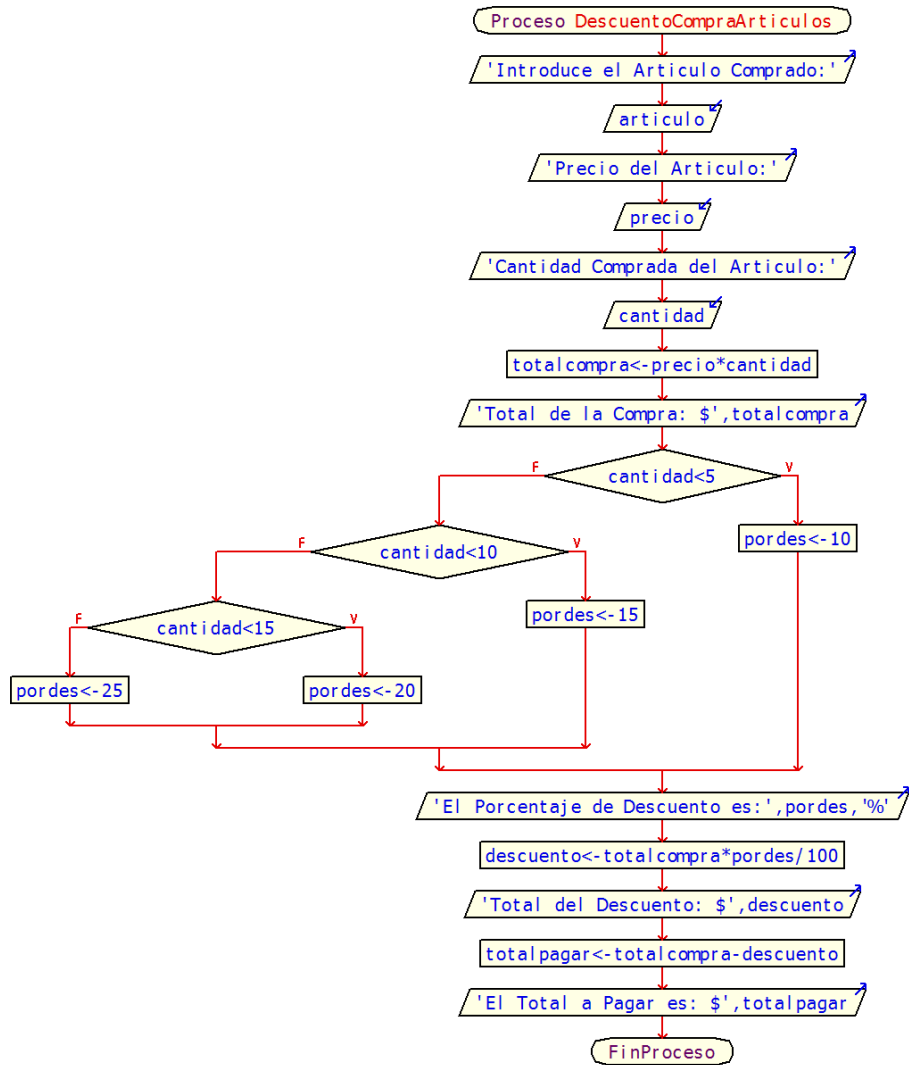 Proceso DescuentoCompraArticulos
'Introduce el Articulo Comprado:'
articulo
'Precio del Articulo:'
precio
'Cantidad Comprada del Articulo:'
cantidad
totalcompra<-precio*cantidad
'Total de la Compra: $',totalcompra
F
V
cantidad<5
F
V
cantidad<10
pordes<-10
F
V
cantidad<15
pordes<-15
pordes<-25
pordes<-20
'El Porcentaje de Descuento es:',pordes,'%'
descuento<-totalcompra*pordes/100
'Total del Descuento: $',descuento
totalpagar<-totalcompra-descuento
'El Total a Pagar es: $',totalpagar
FinProceso